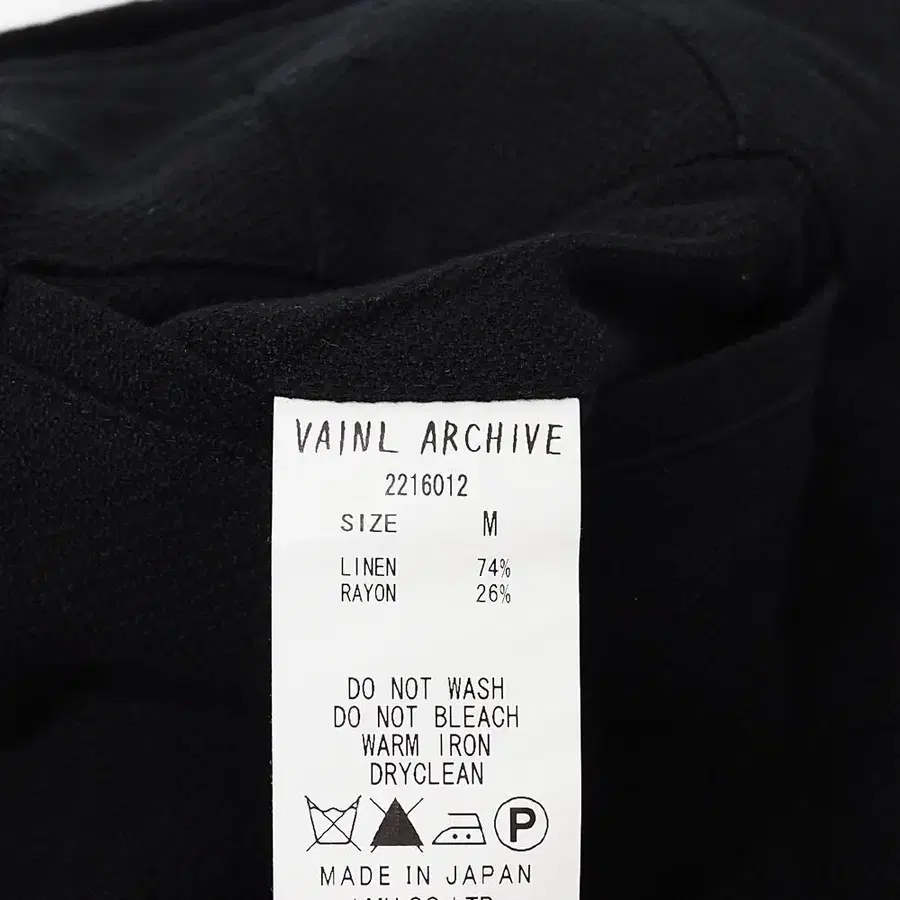 VAINL ARCHIVE
2216012
SIZE M
LINEN 74%
RAYON 26%
DO NOT WASH
DO NOT BLEACH
WARM IRON
DRYCLEAN
P
MADE IN JAPAN